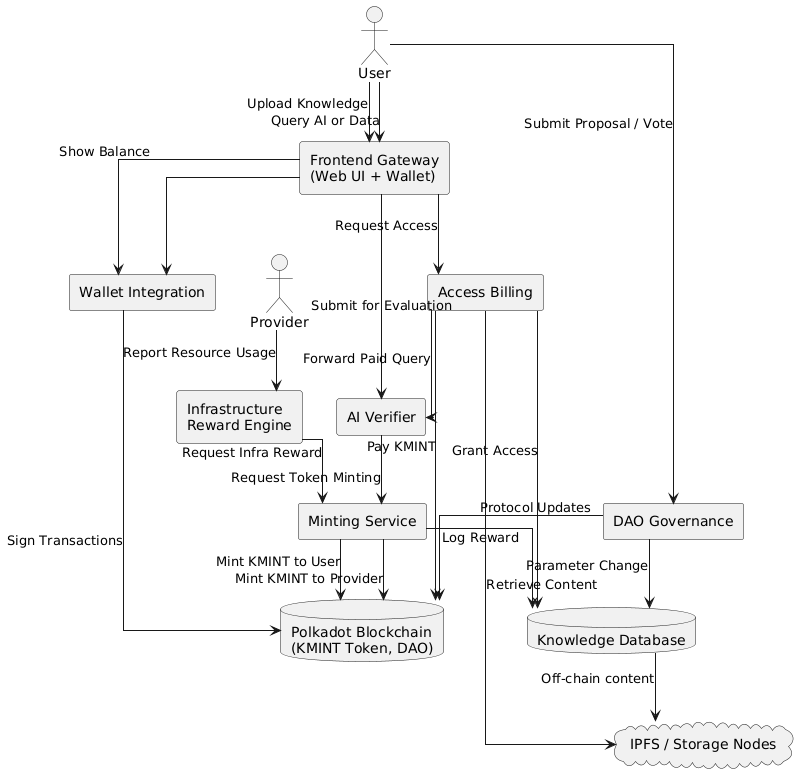 User
Upload Knowledge
Query AI or Data
Submit Proposal / Vote
Show Balance
Frontend Gateway
(Web UI + Wallet)
Request Access
Wallet Integration
Provider
Access Billing
Submit for Evaluation
Report Resource Usage
Forward Paid Query
Infrastructure
Reward Engine
AI Verifier
Pay KMINT
Grant Access
Request Infra Reward
Request Token Minting
Protocol Updates
Minting Service
DAO Governance
Sign Transactions
Log Reward
Mint KMINT to User
Parameter Change
Mint KMINT to Provider
Retrieve Content
Polkadot Blockchain
(KMINT Token, DAO)
Knowledge Database
Off-chain content
IPFS / Storage Nodes